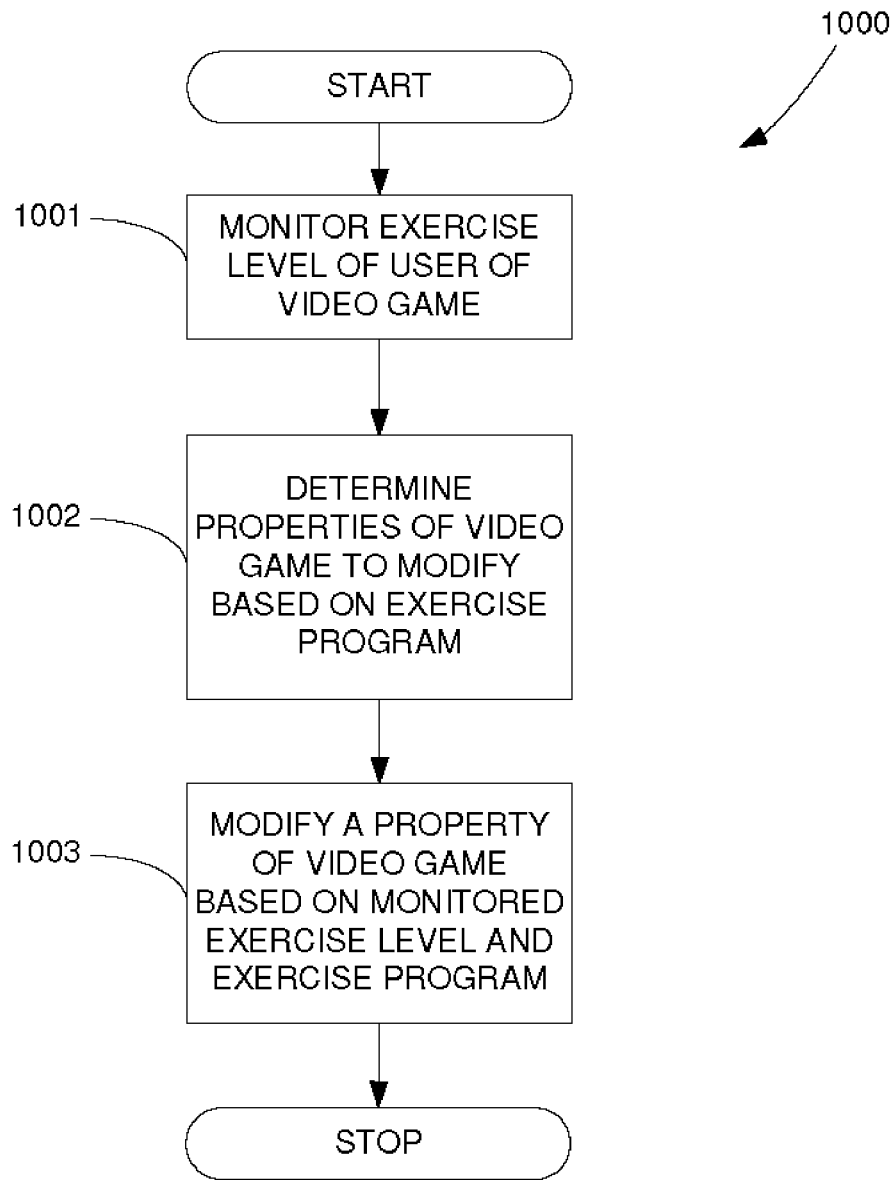 1000
START
1001
MONITOR EXERCISE
LEVEL OF USER OF
VIDEO GAME
1002
DETERMINE
PROPERTIES OF VIDEO
GAME TO MODIFY
BASED ON EXERCISE
PROGRAM
1003
MODIFY A PROPERTY
OF VIDEO GAME
BASED ON MONITORED
EXERCISE LEVEL AND
EXERCISE PROGRAM
STOP